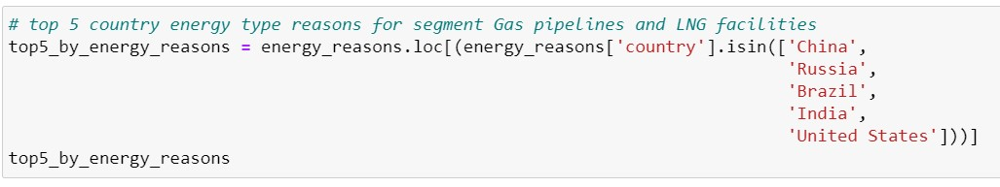 # top 5 country energy type reasons for segment Gas pipelines and LNG facilities
top5_by_energy_reasons = energy_reasons.loc[(energy_reasons['country'].isin(['China',
'Russia',
'Brazil',
'India',
'United States']))]
top5_by_energy_reasons